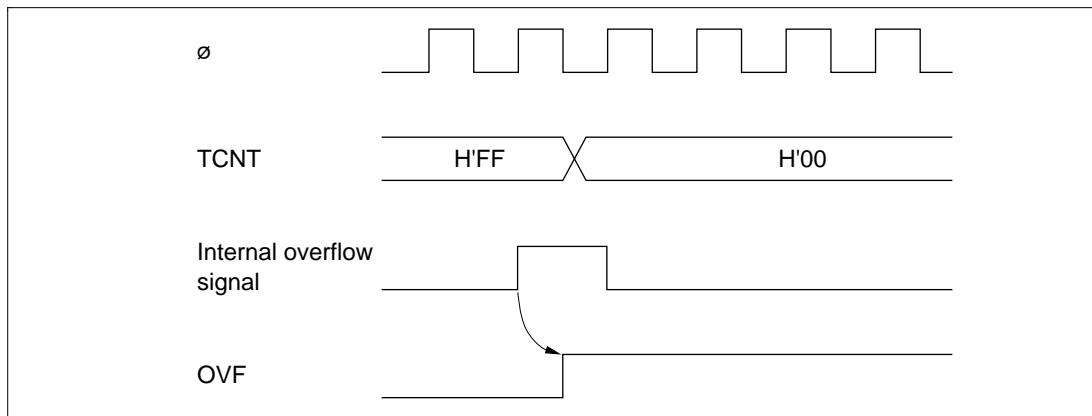 ø
TCNT
H'FF
H'00
Internal overflow
signal
OVF